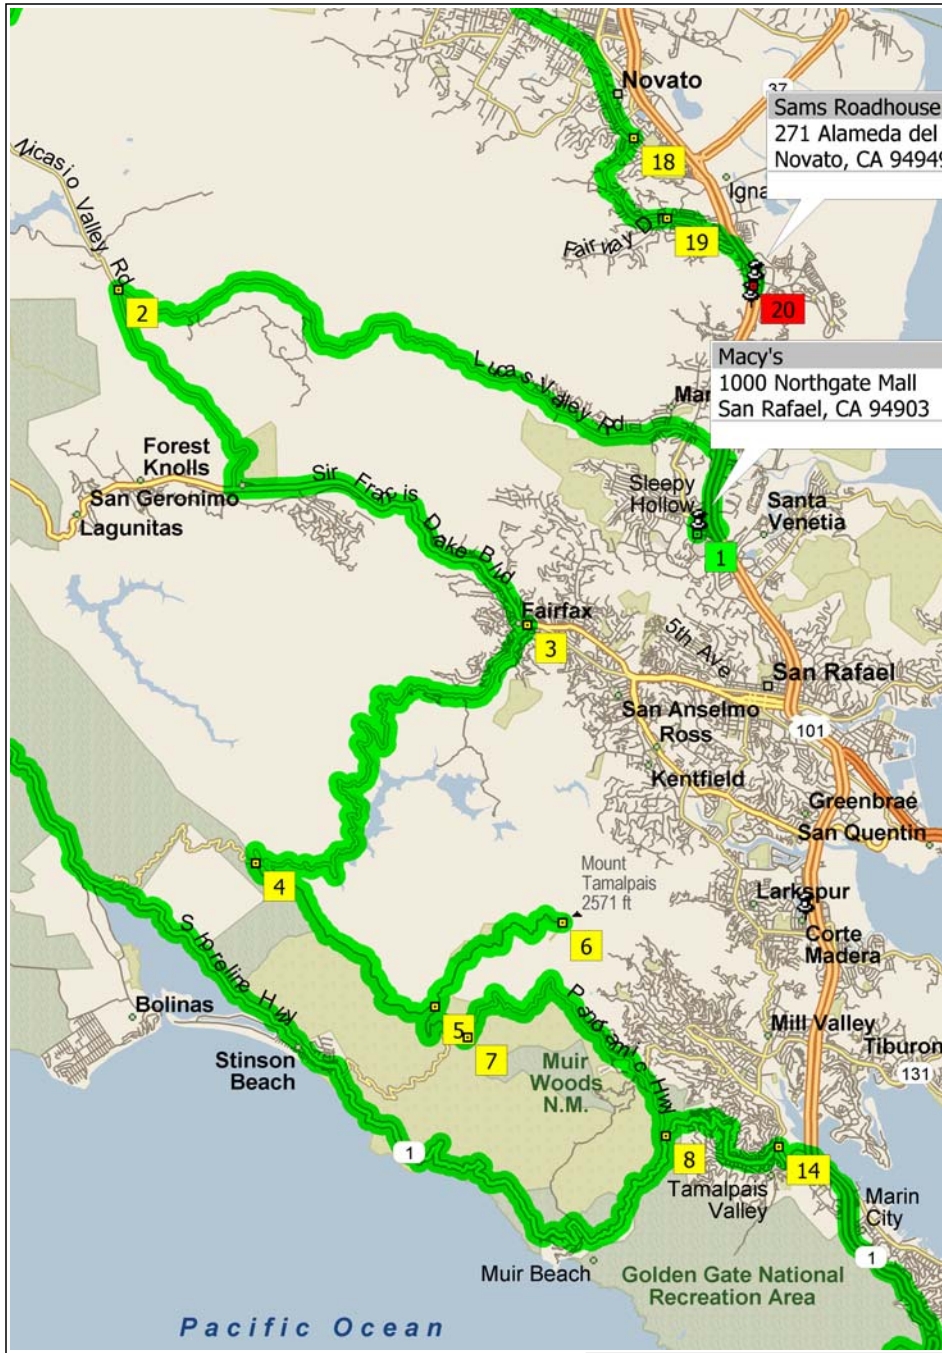 Novato
37
Sams Roadhouse
271 Alameda del
Novato, CA 94949
18
Nicasio Valley Rd
Fairway D
19
20
2
Macy's
1000 Northgate Mall
San Rafael, CA 94903
Lucas Valley Rd
Forest
Knolls
San Geronimo
Lagunitas
Sir Francis Drake Blvd
Sleepy
Hollow
Santa
Venetia
1
Fairfax
3
5th Ave
San Rafael
San Anselmo
Ross
101
Kentfield
Greenbrae
San Quentin
4
Mount
Tamalpais
2571 ft
Larkspur
Corte
Madera
6
Shoreline Hwy
Bolinas
5
7
Panoramic Hwy
Mill Valley
Tiburon
131
Stinson
Beach
Muir
Woods
N.M.
1
8
14
Tamalpais
Valley
Marin
City
1
Muir Beach
Golden Gate National
Recreation Area
Pacific Ocean